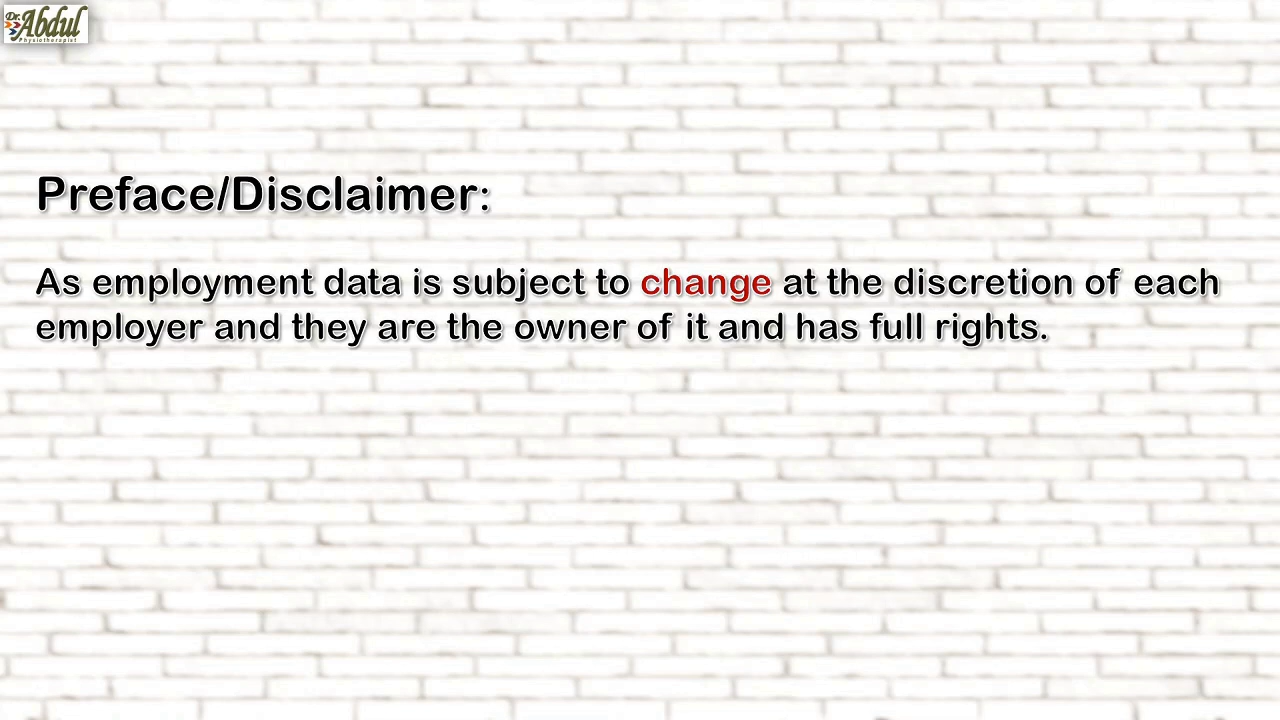 Dr. Abdul
Physiotherapist
Preface/Disclaimer:
As employment data is subject to change at the discretion of each
employer and they are the owner of it and has full rights.